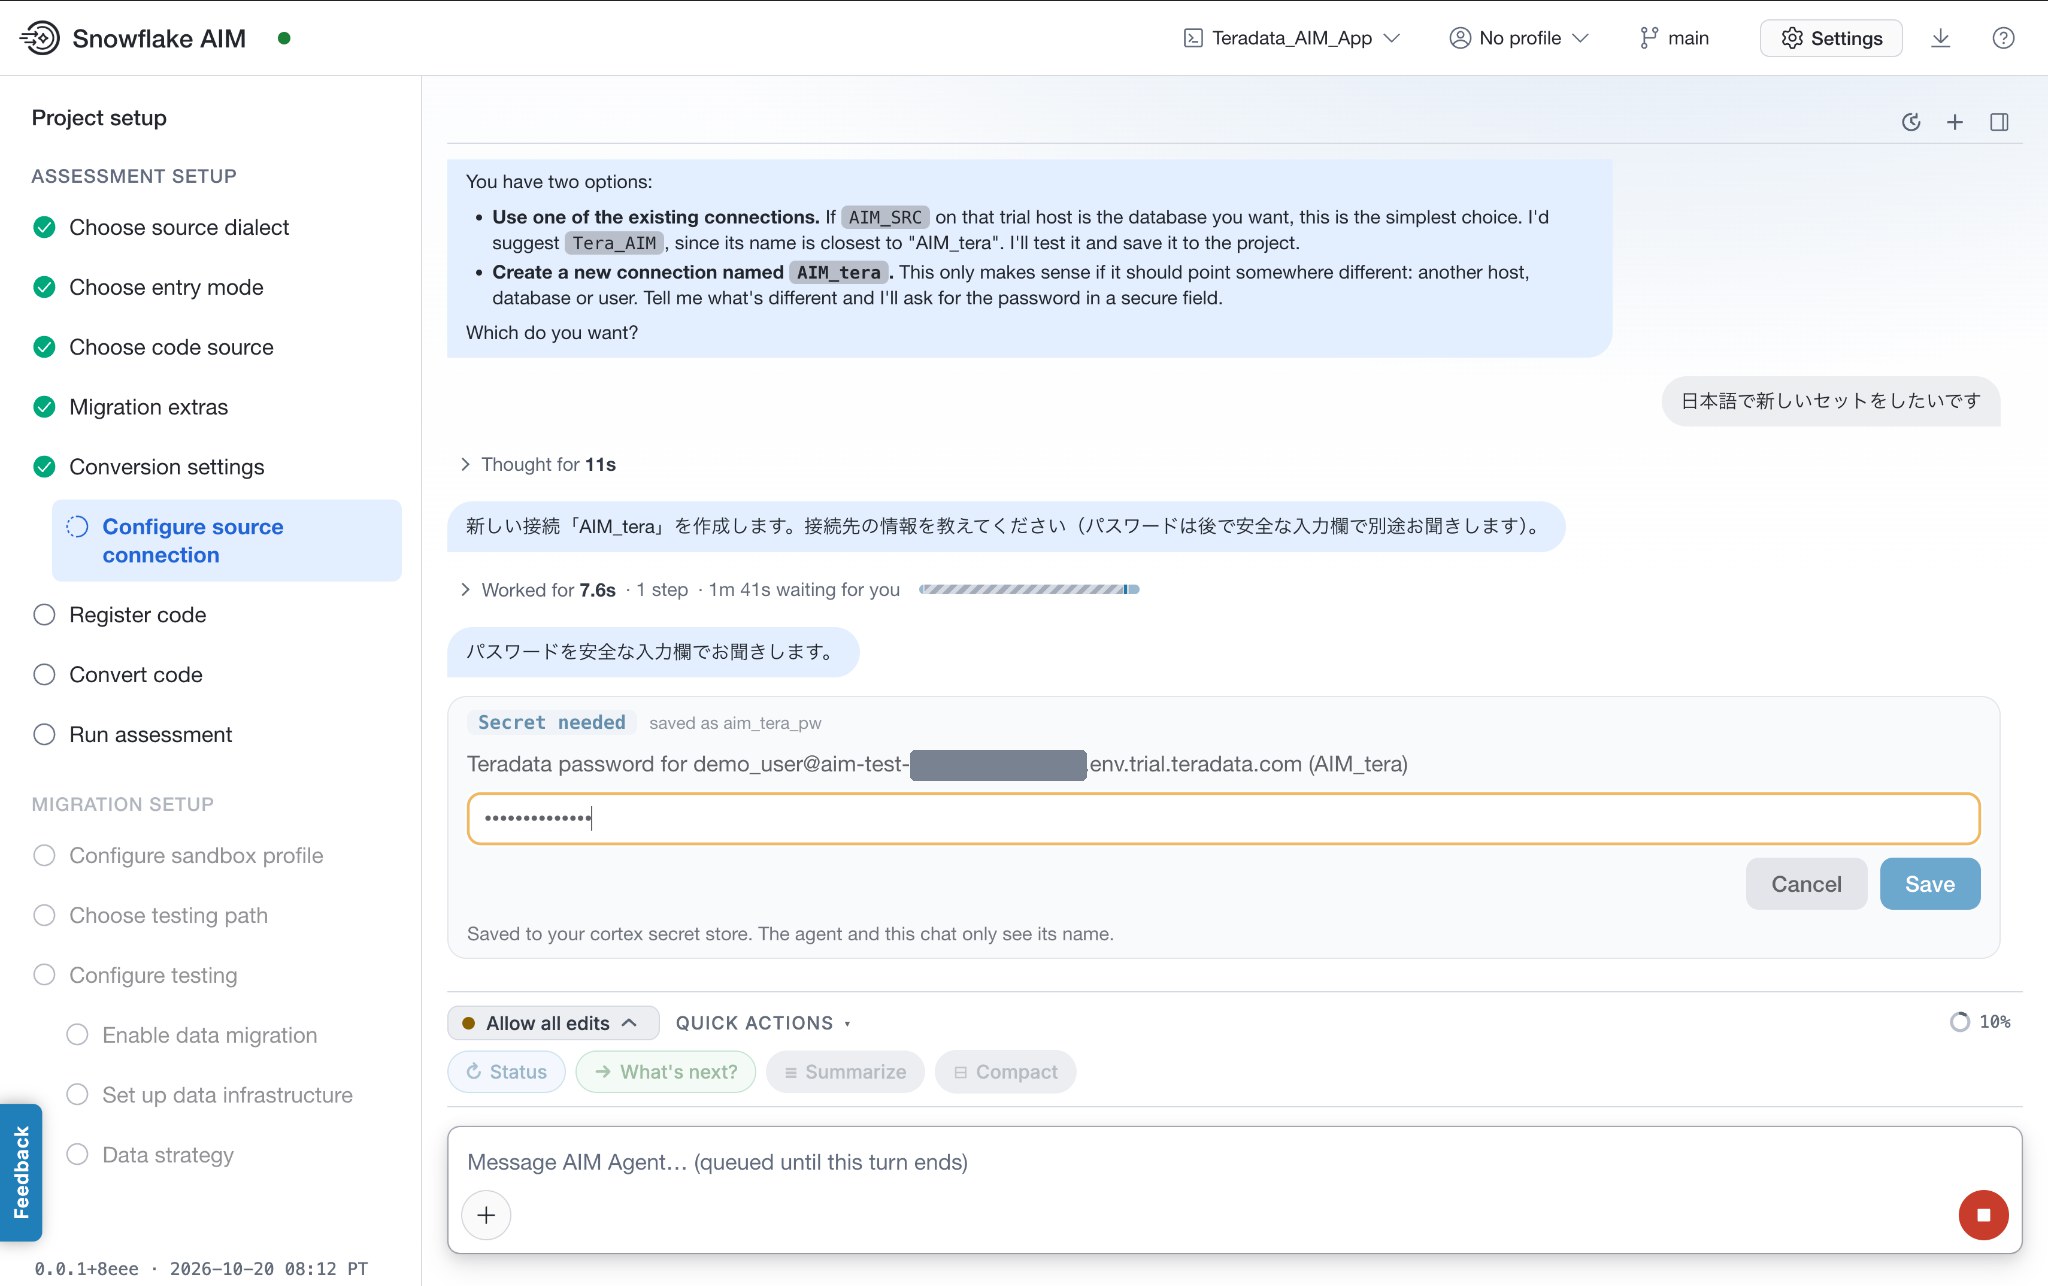 Snowflake AIM
Teradata_AIM_App
No profile
main
Settings
Project setup
ASSESSMENT SETUP
Choose source dialect
Choose entry mode
Choose code source
Migration extras
Conversion settings
Configure source
connection
Register code
Convert code
Run assessment
MIGRATION SETUP
Configure sandbox profile
Choose testing path
Configure testing
Enable data migration
Set up data infrastructure
Data strategy
Feedback
0.0.1+8eee · 2026-10-20 08:12 PT
You have two options:
• Use one of the existing connections. If AIM_SRC on that trial host is the database you want, this is the simplest choice. I'd
suggest Tera_AIM, since its name is closest to "AIM_tera". I'll test it and save it to the project.
• Create a new connection named AIM_tera. This only makes sense if it should point somewhere different: another host,
database or user. Tell me what's different and I'll ask for the password in a secure field.
Which do you want?
日本語で新しいセットをしたいです
Thought for 11s
新しい接続「AIM_tera」を作成します。接続先の情報を教えてください（パスワードは後で安全な入力欄で別途お聞きします）。
Worked for 7.6s · 1 step · 1m 41s waiting for you
パスワードを安全な入力欄でお聞きします。
Secret needed saved as aim_tera_pw
Teradata password for demo_user@aim-test-.env.trial.teradata.com (AIM_tera)
••••••••••••••
Cancel
Save
Saved to your cortex secret store. The agent and this chat only see its name.
Allow all edits
QUICK ACTIONS
10%
Status
What's next?
Summarize
Compact
Message AIM Agent… (queued until this turn ends)